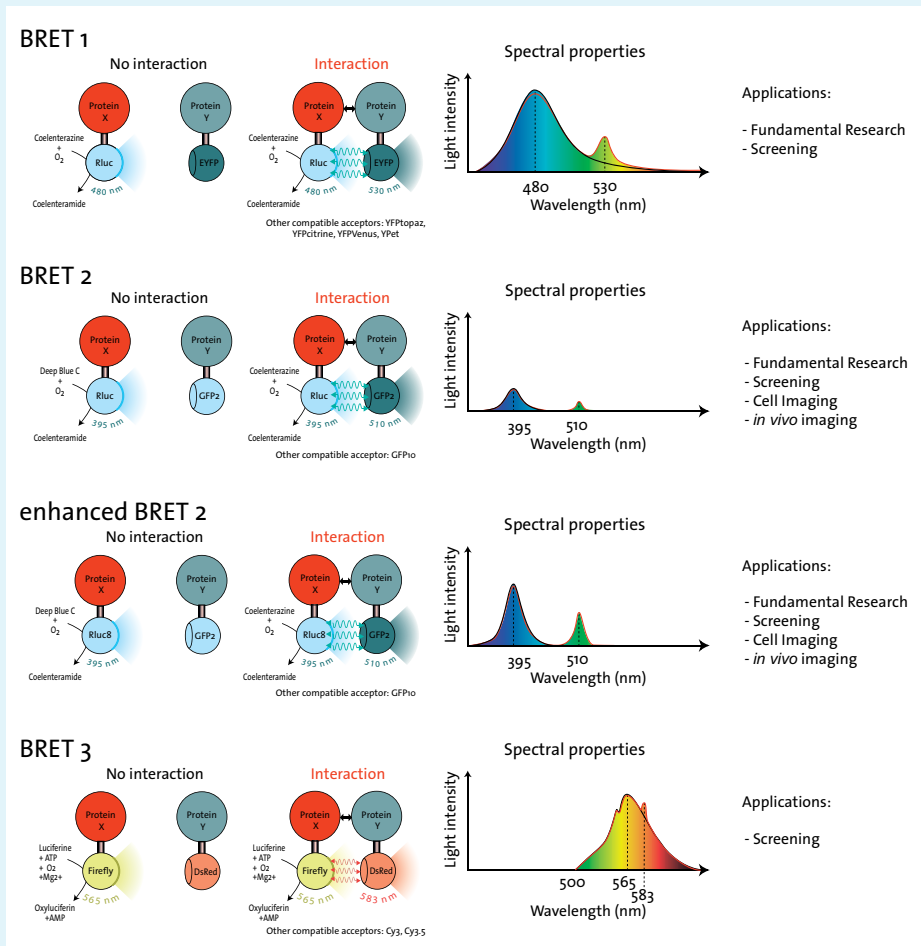 BRET 1
No interaction
Interaction
Spectral properties
Protein
X
Protein
Y
Protein
X
Protein
Y
Coelenterazine
+
O2
Rluc
EYFP
480 nm
Coelenteramide
Coelenterazine
+
O2
Rluc
EYFP
480 nm
530 nm
Coelenteramide
Other compatible acceptors: YFPtopaz,
YFPcitrine, YFPVenus, YPet
Light intensity
480
530
Wavelength (nm)
Applications:
- Fundamental Research
- Screening
BRET 2
No interaction
Interaction
Spectral properties
Protein
X
Protein
Y
Protein
X
Protein
Y
Deep Blue C
+
O2
Rluc
GFP2
395 nm
Coelenteramide
Coelenterazine
+
O2
Rluc
GFP2
395 nm
510 nm
Coelenteramide
Other compatible acceptor: GFP10
Light intensity
395
510
Wavelength (nm)
Applications:
- Fundamental Research
- Screening
- Cell Imaging
- in vivo imaging
enhanced BRET 2
No interaction
Interaction
Spectral properties
Protein
X
Protein
Y
Protein
X
Protein
Y
Deep Blue C
+
O2
Rluc8
GFP2
395 nm
Coelenteramide
Coelenterazine
+
O2
Rluc8
GFP2
395 nm
510 nm
Coelenteramide
Other compatible acceptor: GFP10
Light intensity
395
510
Wavelength (nm)
Applications:
- Fundamental Research
- Screening
- Cell Imaging
- in vivo imaging
BRET 3
No interaction
Interaction
Spectral properties
Protein
X
Protein
Y
Protein
X
Protein
Y
Luciferine
+ ATP
+ O2
+Mg2+
Firefly
DsRed
565 nm
Oxyluciferin
+AMP
Luciferine
+ ATP
+ O2
+Mg2+
Firefly
DsRed
565 nm
583 nm
Oxyluciferin
+AMP
Other compatible acceptors: Cy3, Cy3.5
Light intensity
500
565
583
Wavelength (nm)
Applications:
- Screening